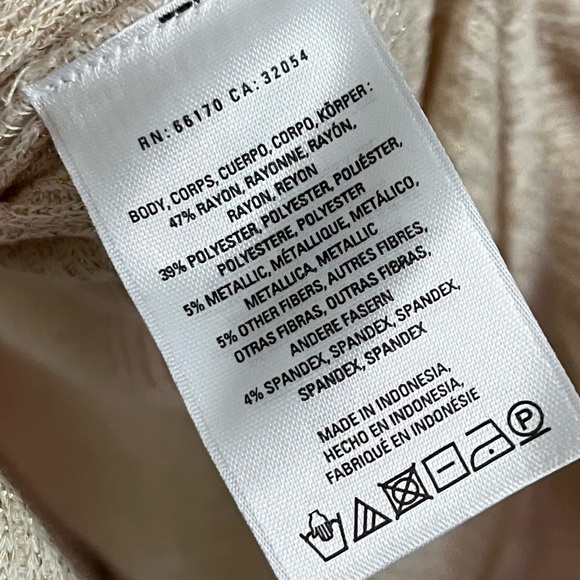 RN: 66170 CA: 32054
BODY, CORPS, CUERPO, CORPO, KÖRPER:
47% RAYON, RAYONNE, RAYÓN,
RAYON, REYON
39% POLYESTER, POLYESTER, POLIÉSTER,
POLYESTERE, POLYESTER
5% METALLIC, MÉTALLIQUE, METÁLICO,
METALLICA, METALLIC
5% OTHER FIBERS, AUTRES FIBRES,
OTRAS FIBRAS, OUTRAS FIBRAS,
ANDERE FASERN
4% SPANDEX, SPANDEX, SPANDEX,
SPANDEX, SPANDEX
MADE IN INDONESIA,
HECHO EN INDONESIA,
FABRIQUÉ EN INDONÉSIE
P